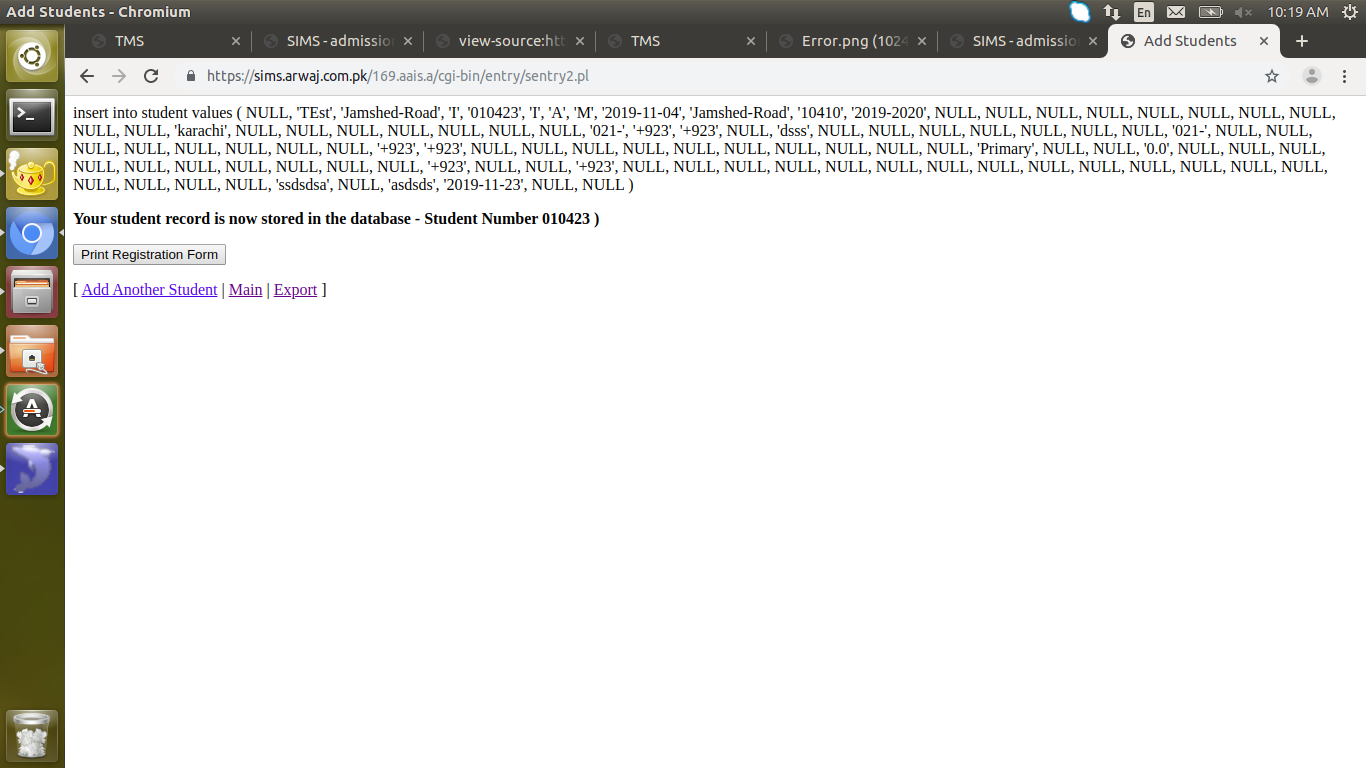 Add Students - Chromium
En
10:19 AM
TMS
SIMS - admissio
view-source:htt
TMS
Error.png (1024
SIMS - admissio
Add Students
https://sims.arwaj.com.pk/169.aais.a/cgi-bin/entry/sentry2.pl
insert into student values ( NULL, 'TEst', 'Jamshed-Road', 'I', '010423', 'I', 'A', 'M', '2019-11-04', 'Jamshed-Road', '10410', '2019-2020', NULL, NULL, NULL, NULL, NULL, NULL, NULL, NULL,
NULL, NULL, 'karachi', NULL, NULL, NULL, NULL, NULL, NULL, NULL, '021-', '+923', '+923', NULL, 'dsss', NULL, NULL, NULL, NULL, NULL, NULL, NULL, '021-', NULL, NULL,
NULL, NULL, NULL, NULL, NULL, NULL, '+923', '+923', NULL, NULL, NULL, NULL, NULL, NULL, NULL, NULL, NULL, NULL, 'Primary', NULL, NULL, '0.0', NULL, NULL, NULL,
NULL, NULL, NULL, NULL, NULL, NULL, NULL, '+923', NULL, NULL, '+923', NULL, NULL, NULL, NULL, NULL, NULL, NULL, NULL, NULL, NULL, NULL, NULL, NULL, NULL,
NULL, NULL, NULL, NULL, 'ssdsdsa', NULL, 'asdsds', '2019-11-23', NULL, NULL )
Your student record is now stored in the database - Student Number 010423 )
Print Registration Form
[ Add Another Student | Main | Export ]